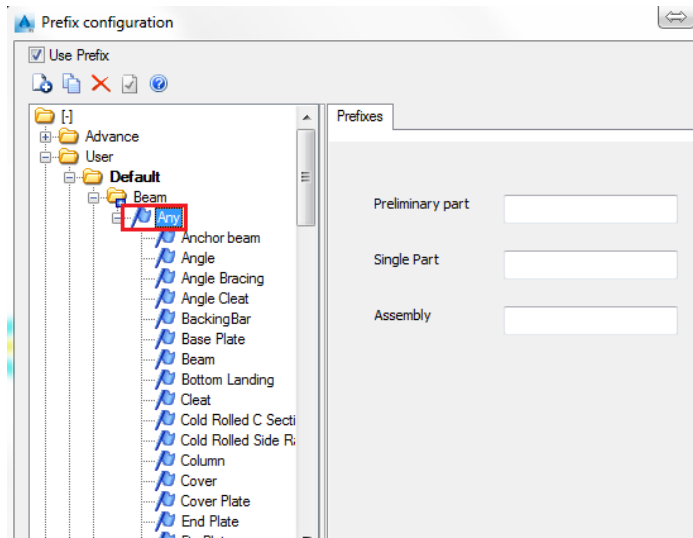 Prefix configuration
Use Prefix
[-]
Advance
User
Default
Beam
Any
Anchor beam
Angle
Angle Bracing
Angle Cleat
BackingBar
Base Plate
Beam
Bottom Landing
Cleat
Cold Rolled C Secti
Cold Rolled Side
Column
Cover
Cover Plate
End Plate
Prefixes
Preliminary part
Single Part
Assembly